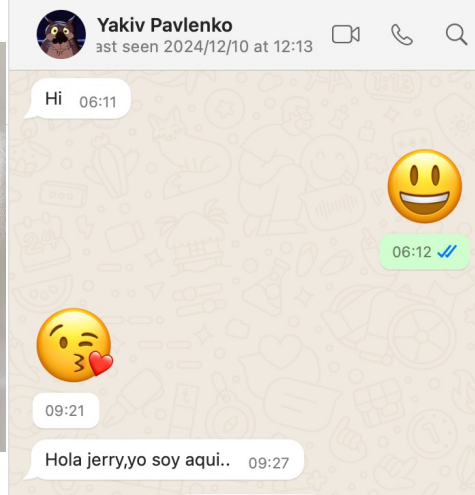 Yakiv Pavlenko
ast seen 2024/12/10 at 12:13
Hi 06:11
06:12
09:21
Hola jerry,yo soy aqui.. 09:27